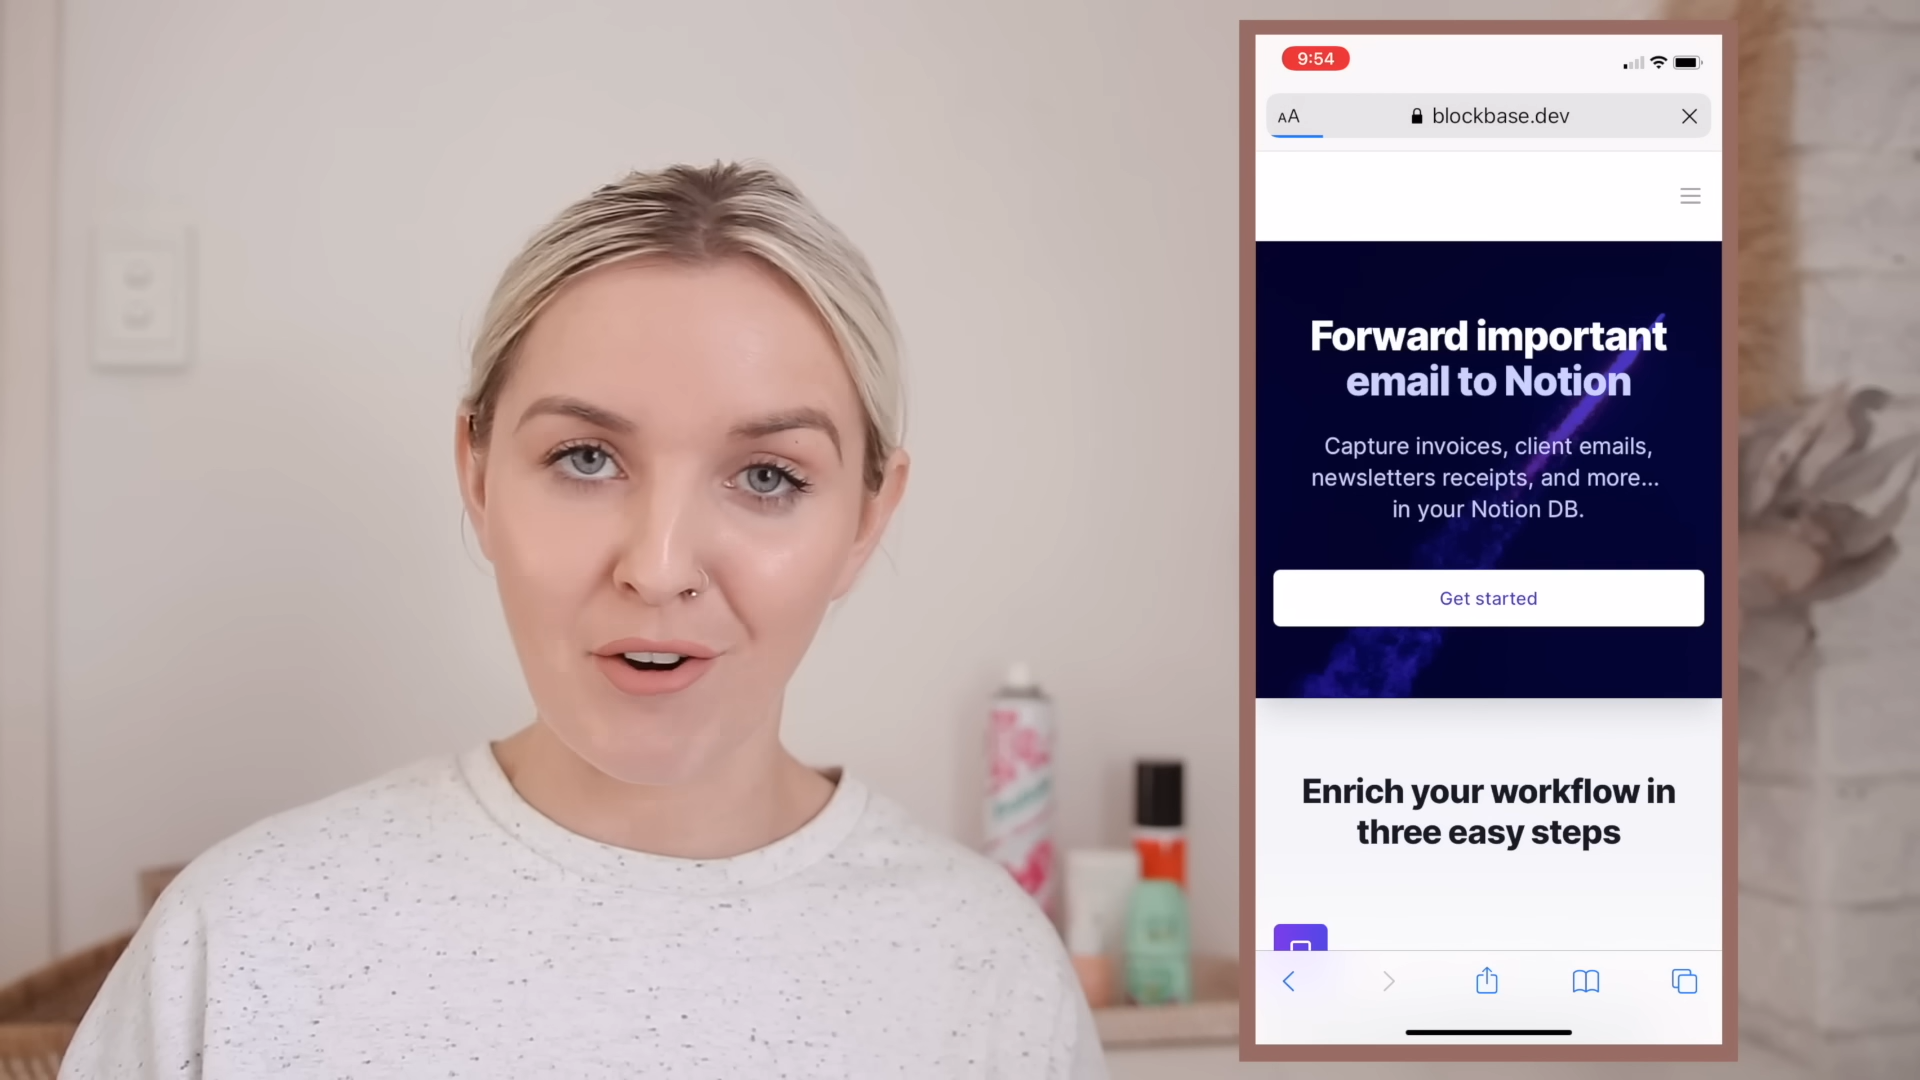 9:54
AA
blockbase.dev
Forward important
email to Notion
Capture invoices, client emails,
newsletters receipts, and more...
in your Notion DB.
Get started
Enrich your workflow in
three easy steps